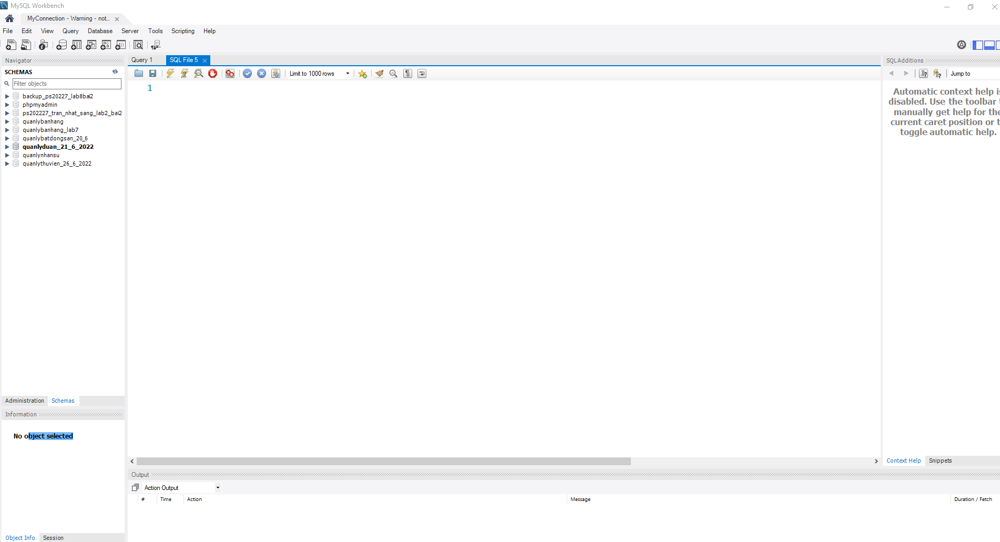 MySQL Workbench
MyConnection - Warning - not...
File Edit View Query Database Server Tools Scripting Help
Navigator
SCHEMAS
Filter objects
backup_ps20227_lab8bai2
phpmyadmin
ps202227_tran_nhat_sang_lab2_bai2
quanlybanhang
quanlybanhang_lab7
quanlybatdongsan_20_6
quanlyduan_21_6_2022
quanlynhansu
quanlythuvien_26_6_2022
Administration Schemas
Information
No object selected
Object Info Session
Query 1 SQL File 5
Limit to 1000 rows
1
Output
Action Output
# Time Action Message Duration / Fetch
SQLAdditions
Jump to
Automatic context help is
disabled. Use the toolbar t
manually get help for the
current caret position or t
toggle automatic help.
Context Help Snippets